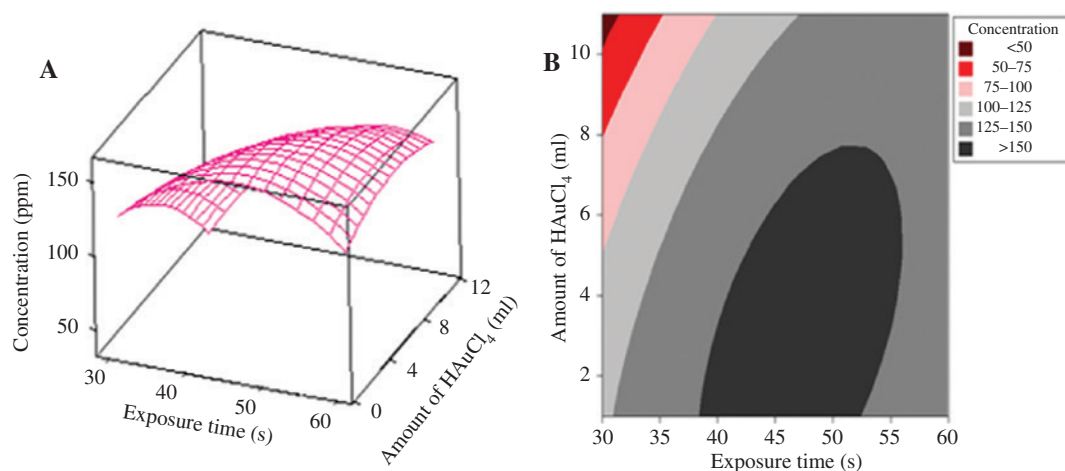 A
Concentration (ppm)
150
100
50
30
40
50
60
Exposure time (s)
0
4
8
12
Amount of HAuCl4 (ml)
B
Amount of HAuCl4 (ml)
10
8
6
4
2
30 35 40 45 50 55 60
Exposure time (s)
Concentration
<50
50–75
75–100
100–125
125–150
>150